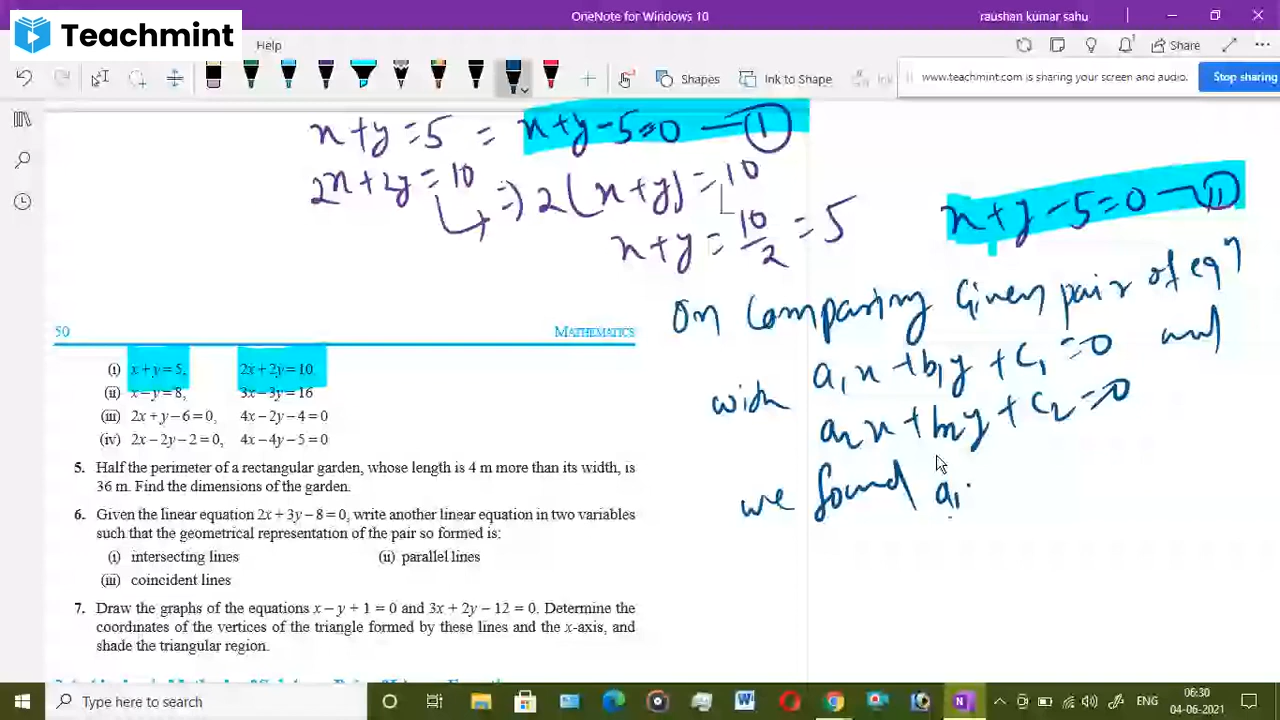 OneNote for Windows 10
raushan kumar sahu
Teachmint
Help
Shapes
Ink to Shape
Share
www.teachmint.com is sharing your screen and audio.
Stop sharing
x+y=5 = x+y-5=0 — I
2x+2y=10 => 2(x+y)=10
x+y=10/2=5
x+y-5=0 — II
On Comparing Given pair of eqn
with a1x+b1y+c1=0 and
a2x+b2y+c2=0
we found a1
50 MATHEMATICS
(i) x + y = 5, 2x + 2y = 10
(ii) x – y = 8, 3x – 3y = 16
(iii) 2x + y – 6 = 0, 4x – 2y – 4 = 0
(iv) 2x – 2y – 2 = 0, 4x – 4y – 5 = 0
5. Half the perimeter of a rectangular garden, whose length is 4 m more than its width, is
36 m. Find the dimensions of the garden.
6. Given the linear equation 2x + 3y – 8 = 0, write another linear equation in two variables
such that the geometrical representation of the pair so formed is:
(i) intersecting lines (ii) parallel lines
(iii) coincident lines
7. Draw the graphs of the equations x – y + 1 = 0 and 3x + 2y – 12 = 0. Determine the
coordinates of the vertices of the triangle formed by these lines and the x-axis, and
shade the triangular region.
Type here to search
ENG
06:30
04-06-2021